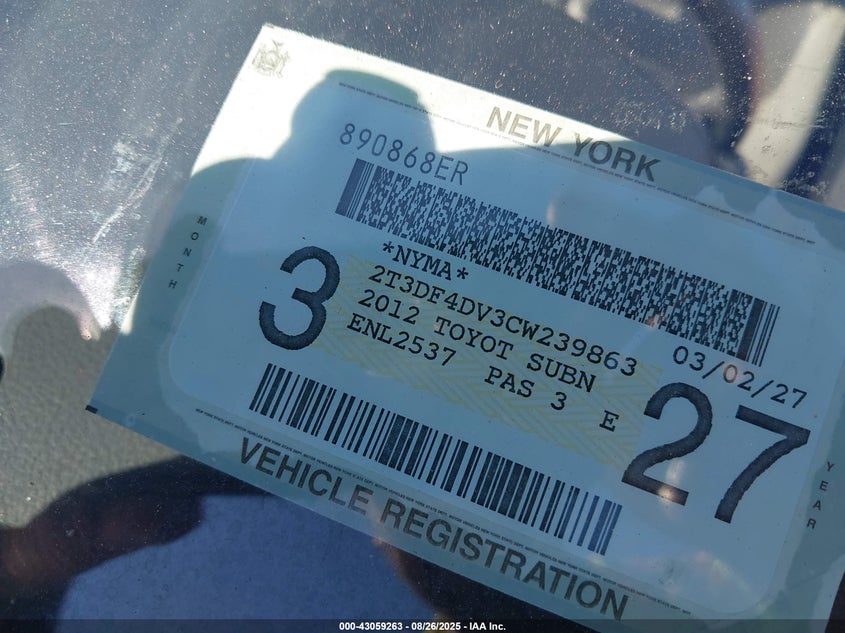 NEW YORK
890868ER
*NYMA*
2T3DF4DV3CW239863
2012 TOYOT SUBN
03/02/27
ENL2537 PAS 3 E
MONTH
3
27
YEAR
VEHICLE REGISTRATION
000-43059263 - 08/26/2025 - IAA Inc.